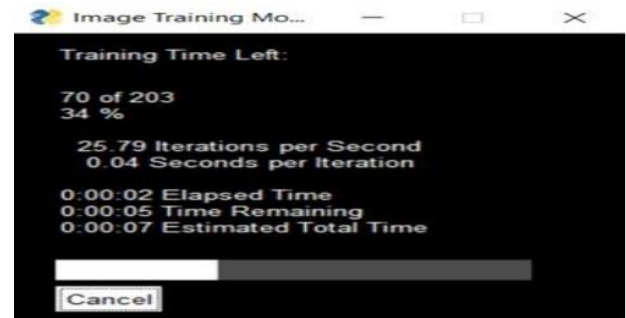 Image Training Mo...
Training Time Left:
70 of 203
34 %
25.79 Iterations per Second
0.04 Seconds per Iteration
0:00:02 Elapsed Time
0:00:05 Time Remaining
0:00:07 Estimated Total Time
Cancel